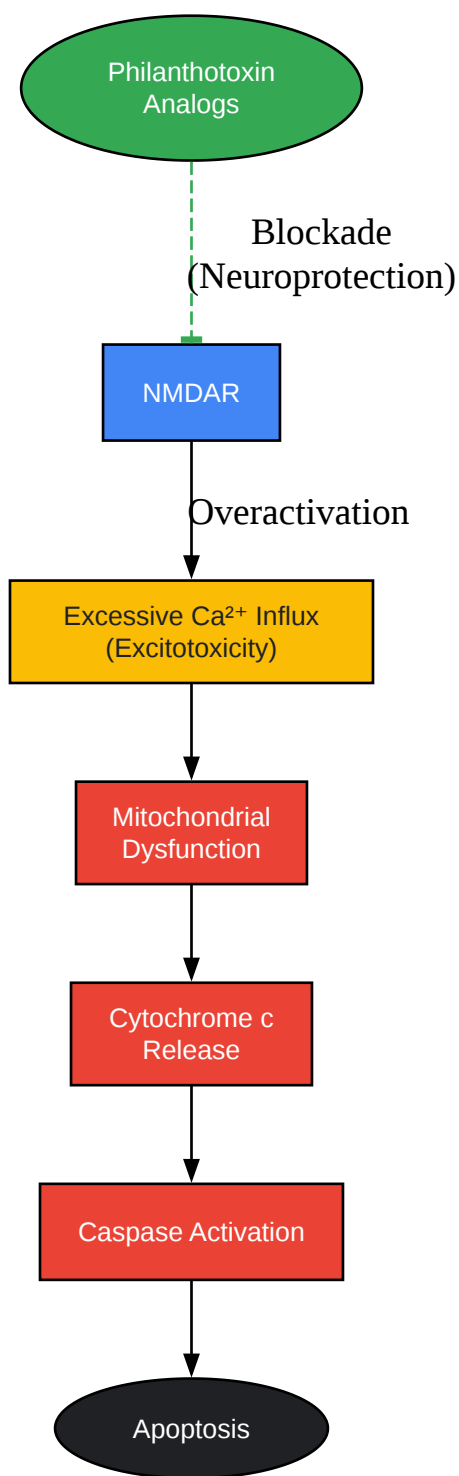 Philanthotoxin
Analogs
Blockade
(Neuroprotection)
NMDAR
Overactivation
Excessive Ca²⁺ Influx
(Excitotoxicity)
Mitochondrial
Dysfunction
Cytochrome c
Release
Caspase Activation
Apoptosis